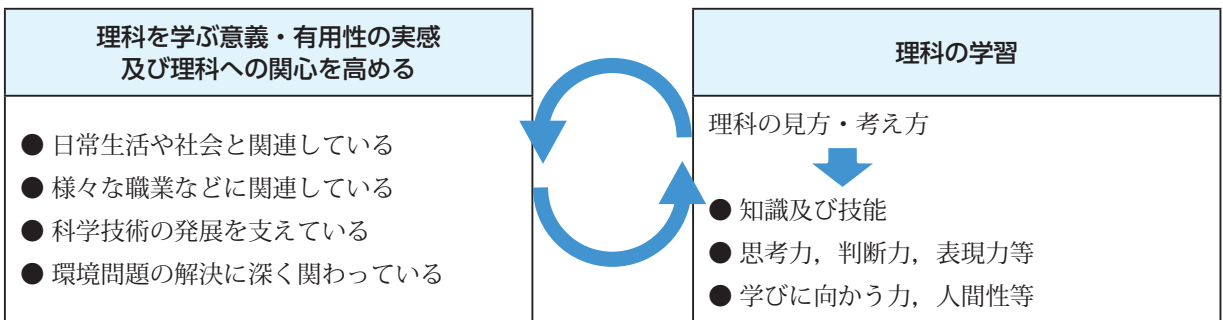 理科を学ぶ意義・有用性の実感
及び理科への関心を高める
● 日常生活や社会と関連している
● 様々な職業などに関連している
● 科学技術の発展を支えている
● 環境問題の解決に深く関わっている
理科の学習
理科の見方・考え方
● 知識及び技能
● 思考力，判断力，表現力等
● 学びに向かう力，人間性等